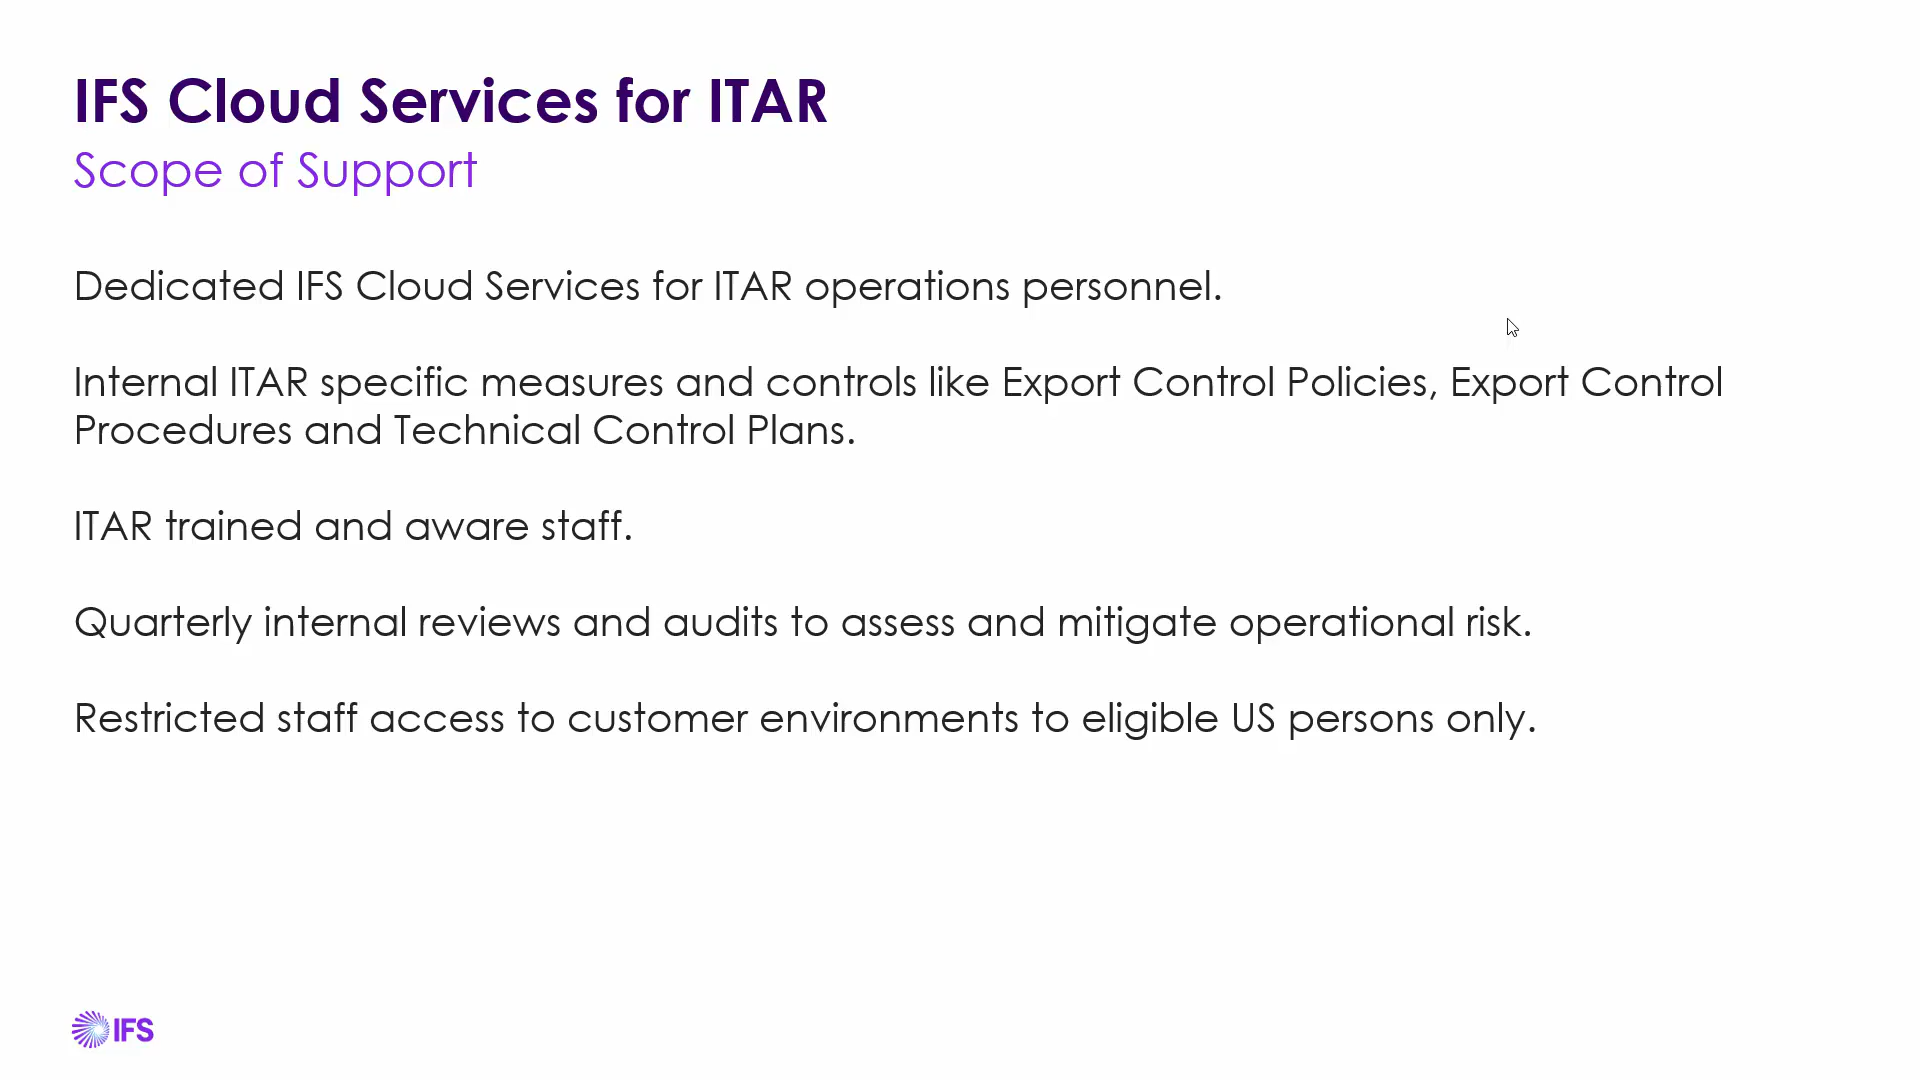 IFS Cloud Services for ITAR
Scope of Support
Dedicated IFS Cloud Services for ITAR operations personnel.
Internal ITAR specific measures and controls like Export Control Policies, Export Control
Procedures and Technical Control Plans.
ITAR trained and aware staff.
Quarterly internal reviews and audits to assess and mitigate operational risk.
Restricted staff access to customer environments to eligible US persons only.
IFS